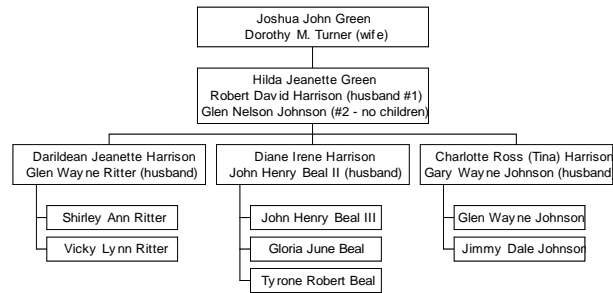 Joshua John Green
Dorothy M. Turner (wife)
Hilda Jeanette Green
Robert David Harrison (husband #1)
Glen Nelson Johnson (#2 - no children)
Darildean Jeanette Harrison
Glen Wayne Ritter (husband)
Shirley Ann Ritter
Vicky Lynn Ritter
Diane Irene Harrison
John Henry Beal II (husband)
John Henry Beal III
Gloria June Beal
Tyrone Robert Beal
Charlotte Ross (Tina) Harrison
Gary Wayne Johnson (husband
Glen Wayne Johnson
Jimmy Dale Johnson